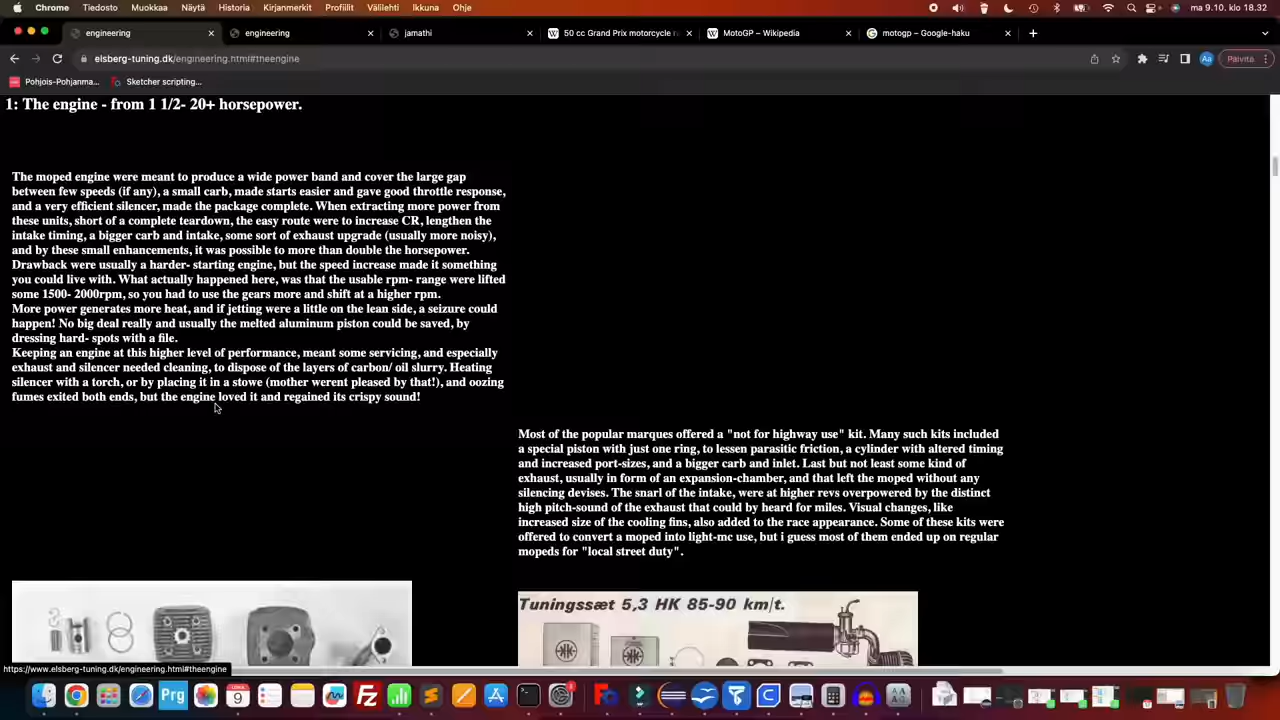 Chrome Tiedosto Muokkaa Näytä Historia Kirjanmerkit Profiilit Välilehti Ikkuna Ohje ma 9.10. klo 18.32
engineering engineering jamathi 50 cc Grand Prix motorcycle r MotoGP – Wikipedia motogp – Google-haku
elsberg-tuning.dk/engineering.html#theengine Aa Päivitä
Pohjois-Pohjanma... Sketcher scripting...
1: The engine - from 1 1/2- 20+ horsepower.
The moped engine were meant to produce a wide power band and cover the large gap
between few speeds (if any), a small carb, made starts easier and gave good throttle response,
and a very efficient silencer, made the package complete. When extracting more power from
these units, short of a complete teardown, the easy route were to increase CR, lengthen the
intake timing, a bigger carb and intake, some sort of exhaust upgrade (usually more noisy),
and by these small enhancements, it was possible to more than double the horsepower.
Drawback were usually a harder- starting engine, but the speed increase made it something
you could live with. What actually happened here, was that the usable rpm- range were lifted
some 1500- 2000rpm, so you had to use the gears more and shift at a higher rpm.
More power generates more heat, and if jetting were a little on the lean side, a seizure could
happen! No big deal really and usually the melted aluminum piston could be saved, by
dressing hard- spots with a file.
Keeping an engine at this higher level of performance, meant some servicing, and especially
exhaust and silencer needed cleaning, to dispose of the layers of carbon/ oil slurry. Heating
silencer with a torch, or by placing it in a stowe (mother werent pleased by that!), and oozing
fumes exited both ends, but the engine loved it and regained its crispy sound!
Most of the popular marques offered a "not for highway use" kit. Many such kits included
a special piston with just one ring, to lessen parasitic friction, a cylinder with altered timing
and increased port-sizes, and a bigger carb and inlet. Last but not least some kind of
exhaust, usually in form of an expansion-chamber, and that left the moped without any
silencing devises. The snarl of the intake, were at higher revs overpowered by the distinct
high pitch-sound of the exhaust that could by heard for miles. Visual changes, like
increased size of the cooling fins, also added to the race appearance. Some of these kits were
offered to convert a moped into light-mc use, but i guess most of them ended up on regular
mopeds for "local street duty".
Tuningssæt 5,3 HK 85-90 km/t.
https://www.elsberg-tuning.dk/engineering.html#theengine
Prg 9 Fz